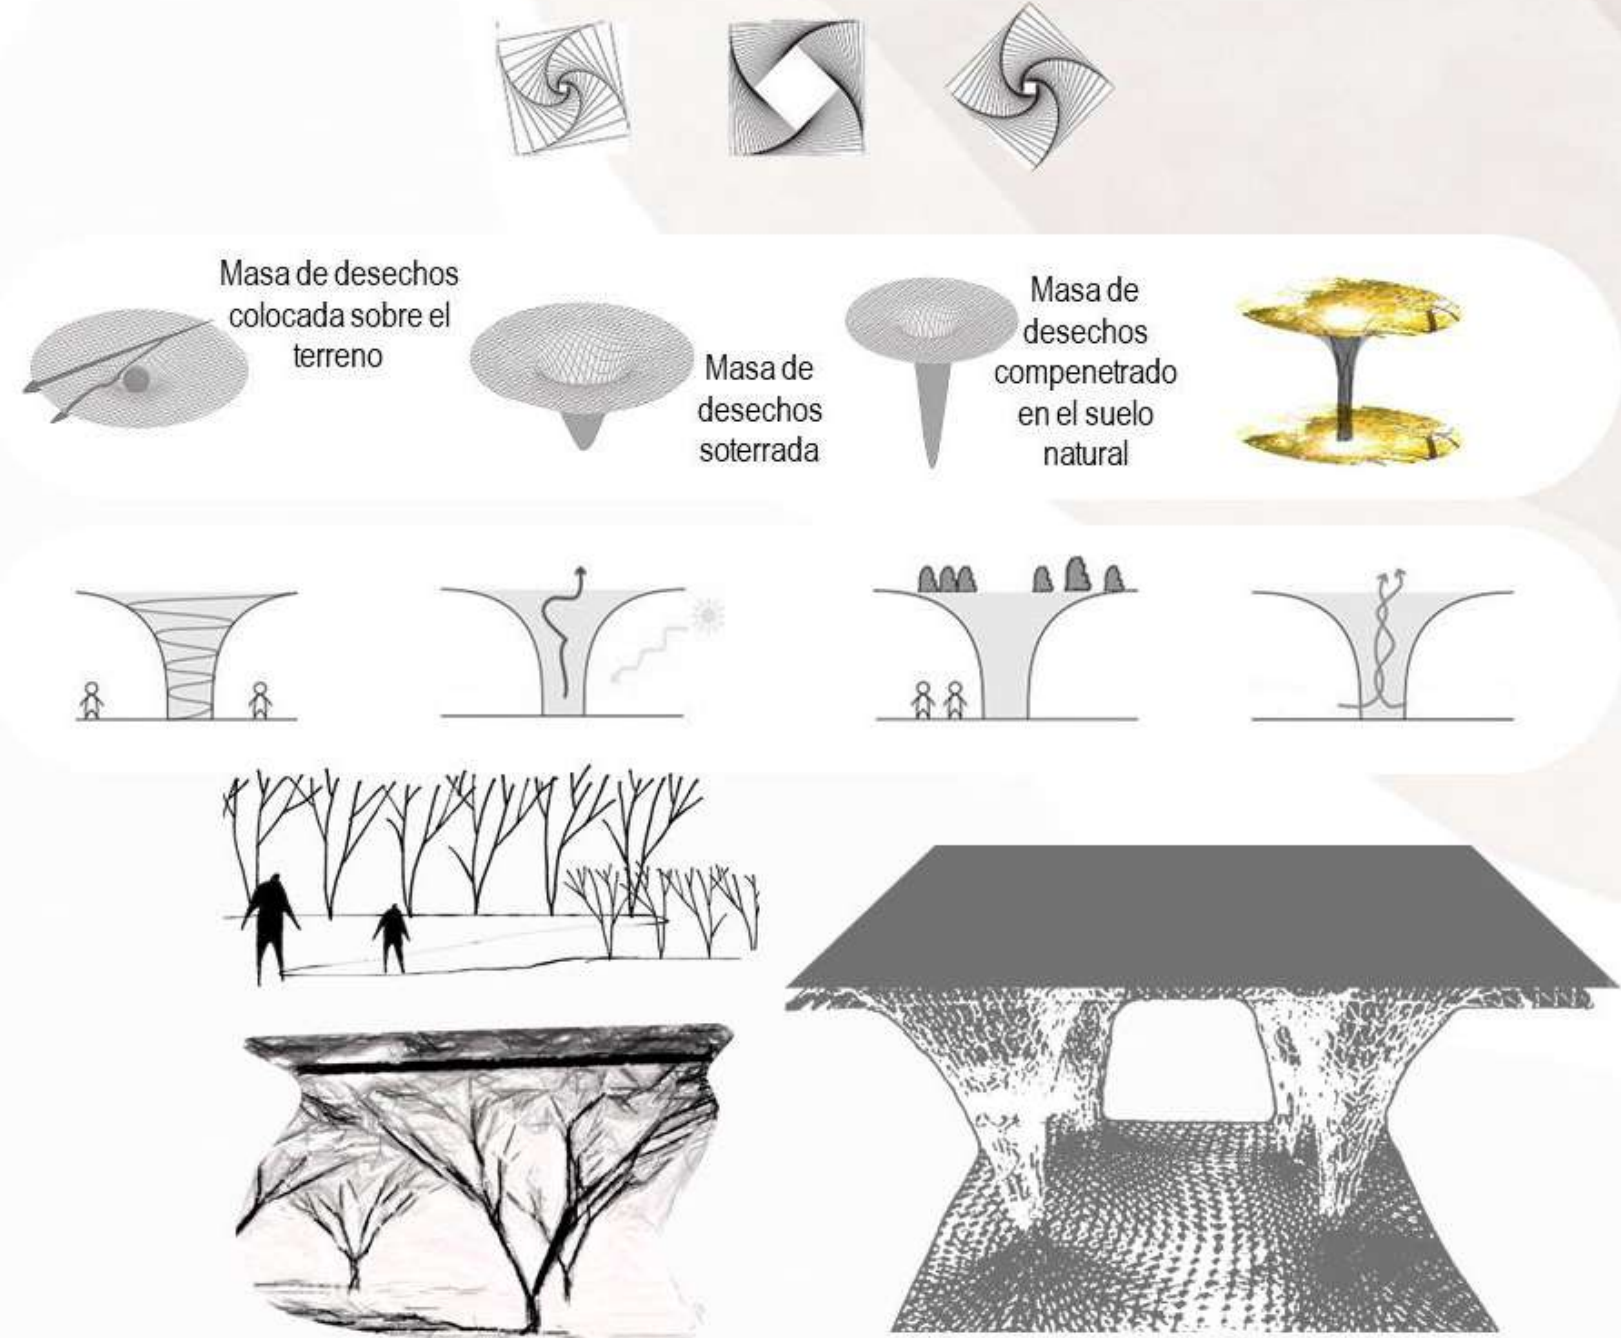 Masa de desechos
colocada sobre el
terreno
Masa de
desechos
soterrada
Masa de
desechos
compenetrado
en el suelo
natural